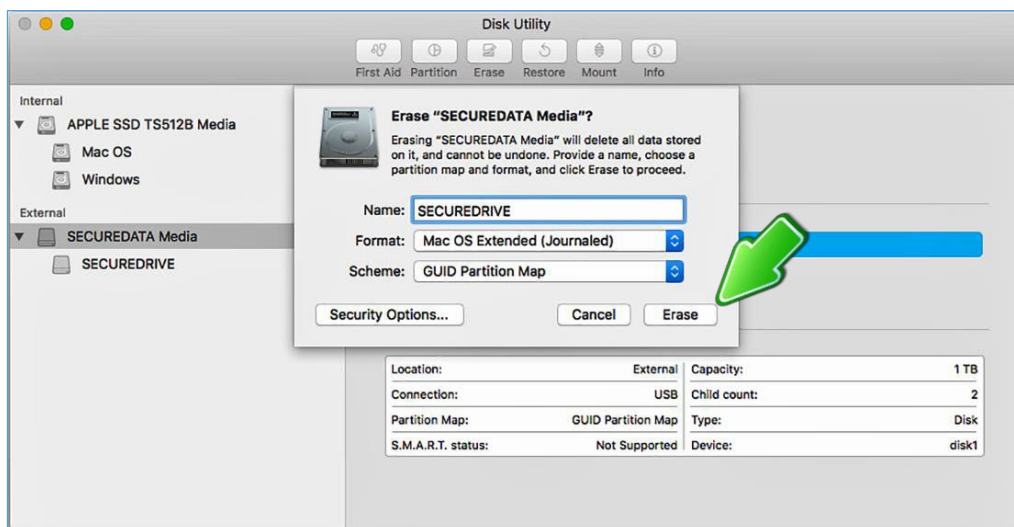 Disk Utility
First Aid Partition Erase Restore Mount Info
Internal
APPLE SSD TS512B Media
Mac OS
Windows
External
SECUREDATA Media
SECUREDRIVE
Erase “SECUREDATA Media”?
Erasing “SECUREDATA Media” will delete all data stored
on it, and cannot be undone. Provide a name, choose a
partition map and format, and click Erase to proceed.
Name: SECUREDRIVE
Format: Mac OS Extended (Journaled)
Scheme: GUID Partition Map
Security Options... Cancel Erase
Location: External Capacity: 1 TB
Connection: USB Child count: 2
Partition Map: GUID Partition Map Type: Disk
S.M.A.R.T. status: Not Supported Device: disk1